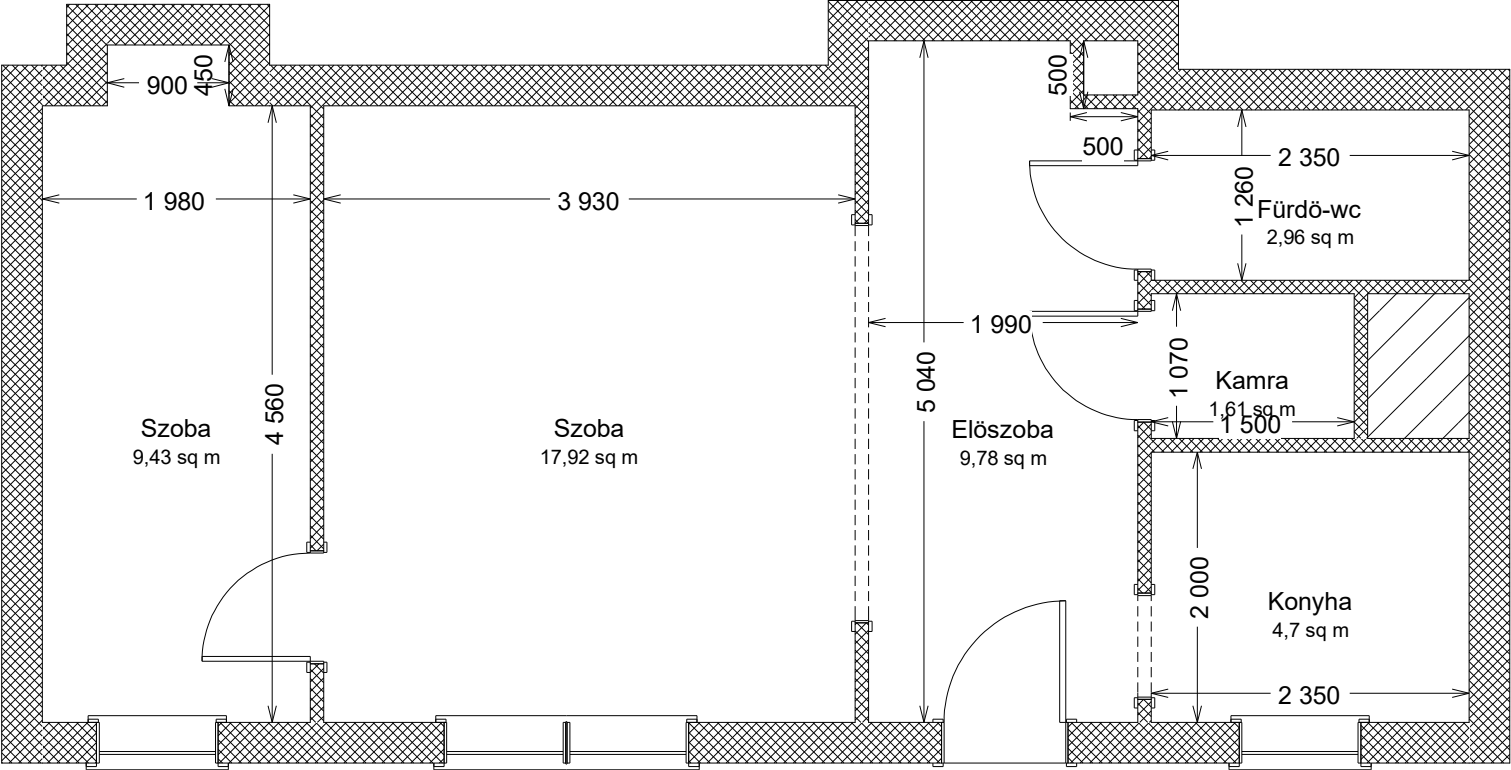 900
450
500
500
2 350
1 260
Fürdö-wc
2,96 sq m
1 980
3 930
1 990
5 040
1 070
Kamra
1,61 sq m
1 500
4 560
Szoba
9,43 sq m
Szoba
17,92 sq m
Elöszoba
9,78 sq m
2 000
Konyha
4,7 sq m
2 350